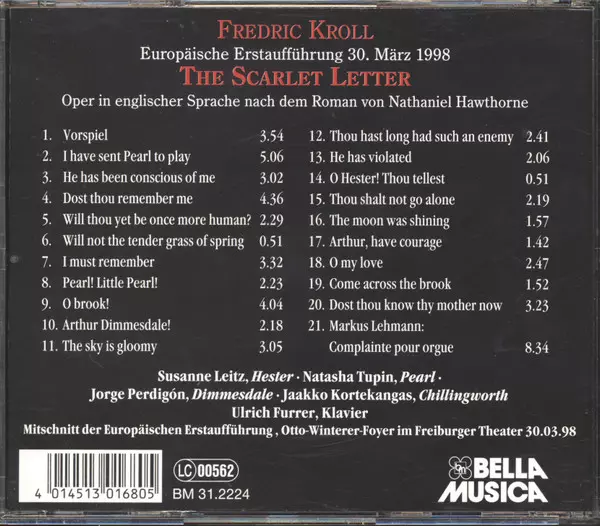 FREDRIC KROLL
Europäische Erstaufführung 30. März 1998
THE SCARLET LETTER
Oper in englischer Sprache nach dem Roman von Nathaniel Hawthorne
1. Vorspiel 3.54
2. I have sent Pearl to play 5.06
3. He has been conscious of me 3.02
4. Dost thou remember me 4.36
5. Will thou yet be once more human? 2.29
6. Will not the tender grass of spring 0.51
7. I must remember 3.32
8. Pearl! Little Pearl! 2.23
9. O brook! 4.04
10. Arthur Dimmesdale! 2.18
11. The sky is gloomy 3.05
12. Thou hast long had such an enemy 2.41
13. He has violated 2.06
14. O Hester! Thou tellest 0.51
15. Thou shalt not go alone 2.19
16. The moon was shining 1.57
17. Arthur, have courage 1.42
18. O my love 2.47
19. Come across the brook 1.52
20. Dost thou know thy mother now 3.23
21. Markus Lehmann:
Complainte pour orgue 8.34
Susanne Leitz, Hester · Natasha Tupin, Pearl ·
Jorge Perdigón, Dimmesdale · Jaakko Kortekangas, Chillingworth
Ulrich Furrer, Klavier
Mitschnitt der Europäischen Erstaufführung , Otto-Winterer-Foyer im Freiburger Theater 30.03.98
4 014513 016805
LC 00562
BM 31.2224
BELLA
MUSICA